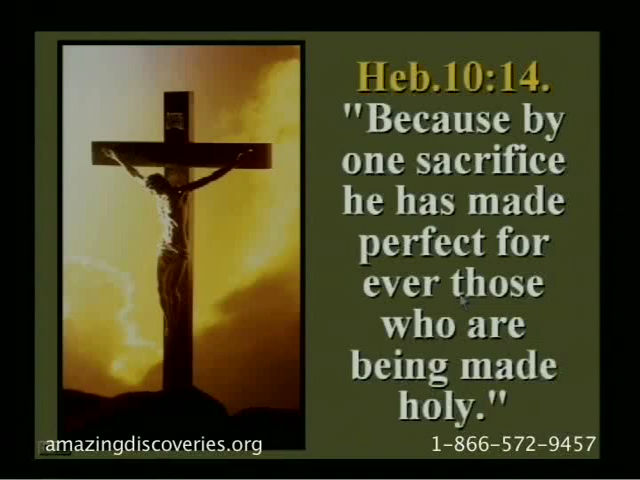 Heb.10:14.
"Because by
one sacrifice
he has made
perfect for
ever those
who are
being made
holy."
amazingdiscoveries.org
1-866-572-9457